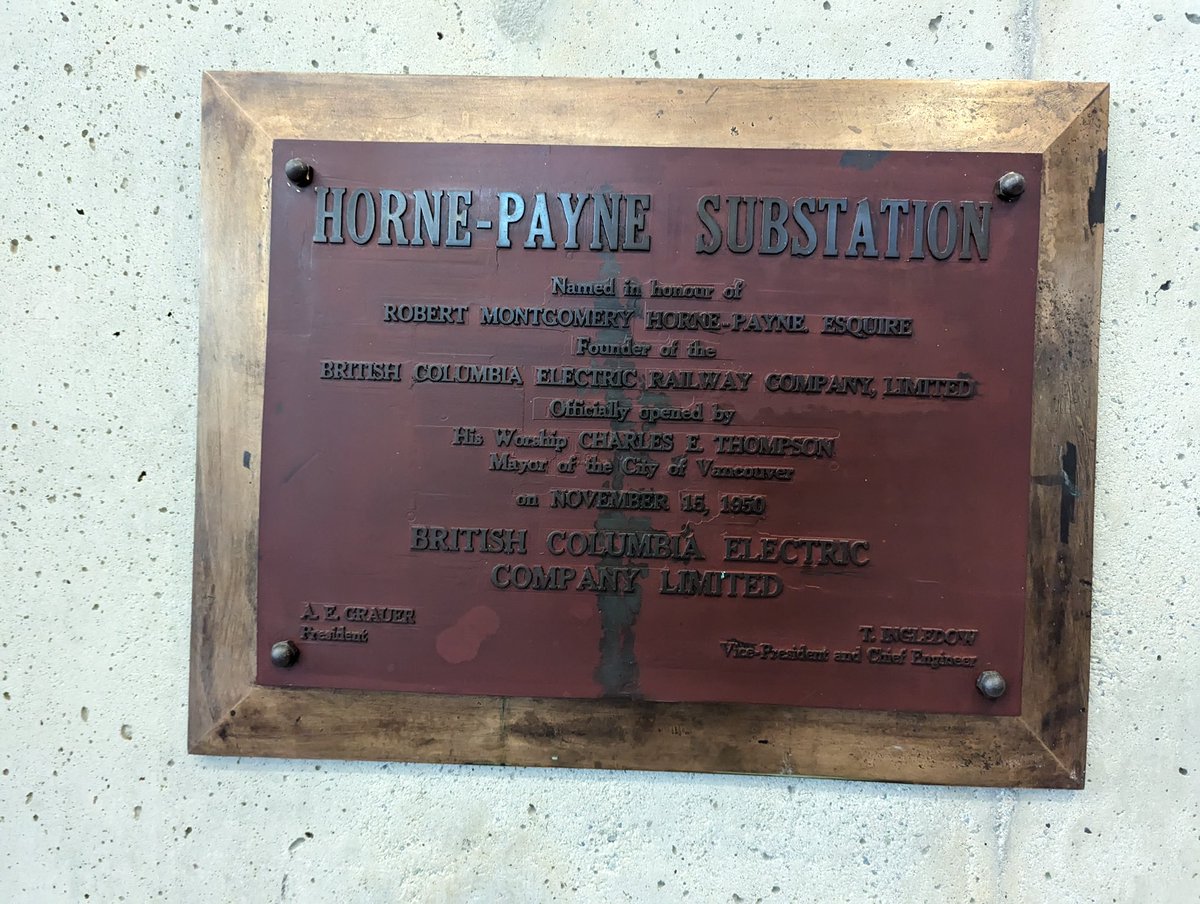 HORNE-PAYNE SUBSTATION
Named in honour of
ROBERT MONTGOMERY HORNE-PAYNE, ESQUIRE
Founder of the
BRITISH COLUMBIA ELECTRIC RAILWAY COMPANY, LIMITED
Officially opened by
His Worship CHARLES E. THOMPSON
Mayor of the City of Vancouver
on NOVEMBER 15, 1950
BRITISH COLUMBIA ELECTRIC
COMPANY LIMITED
A. E. GRAUER
President
T. INGLEDOW
Vice-President and Chief Engineer